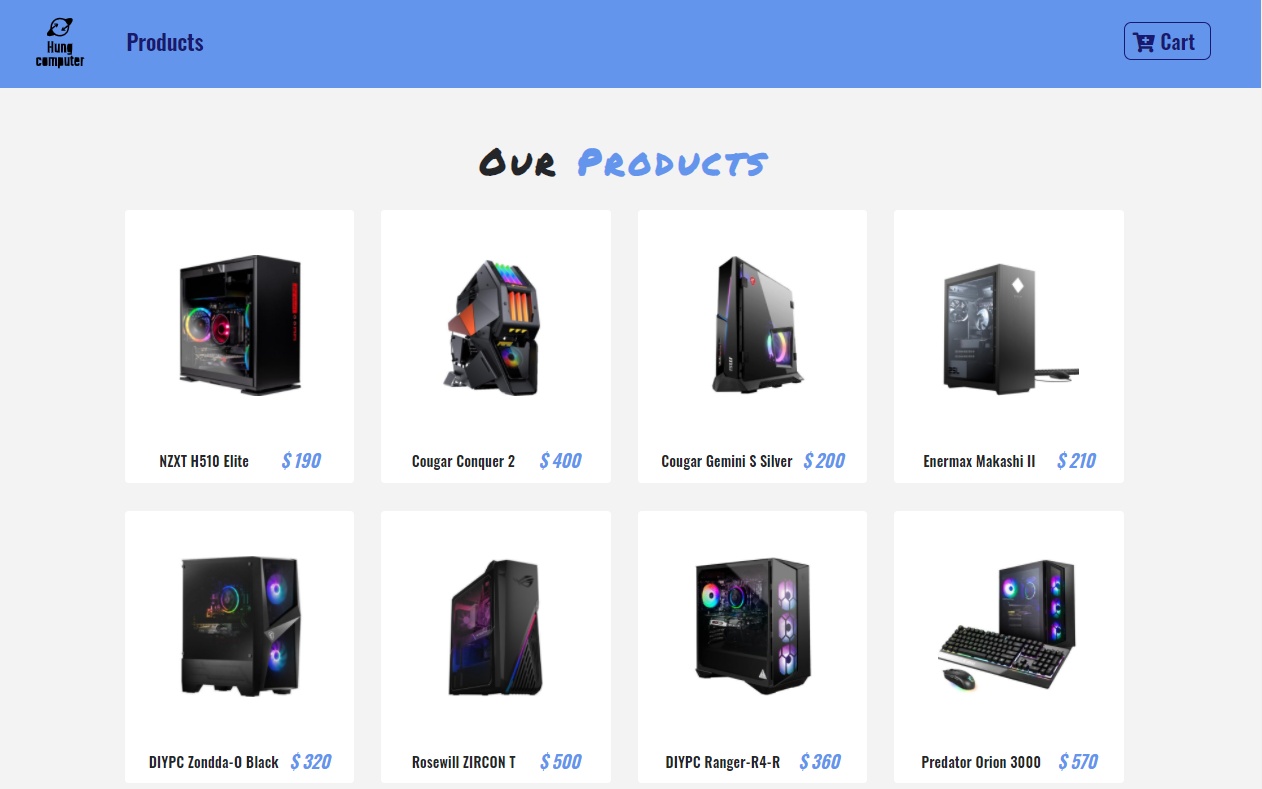 Hung
computer
Products
Cart
Our Products
NZXT H510 Elite $ 190
Cougar Conquer 2 $ 400
Cougar Gemini S Silver $ 200
Enermax Makashi II $ 210
DIYPC Zondda-O Black $ 320
Rosewill ZIRCON T $ 500
DIYPC Ranger-R4-R $ 360
Predator Orion 3000 $ 570